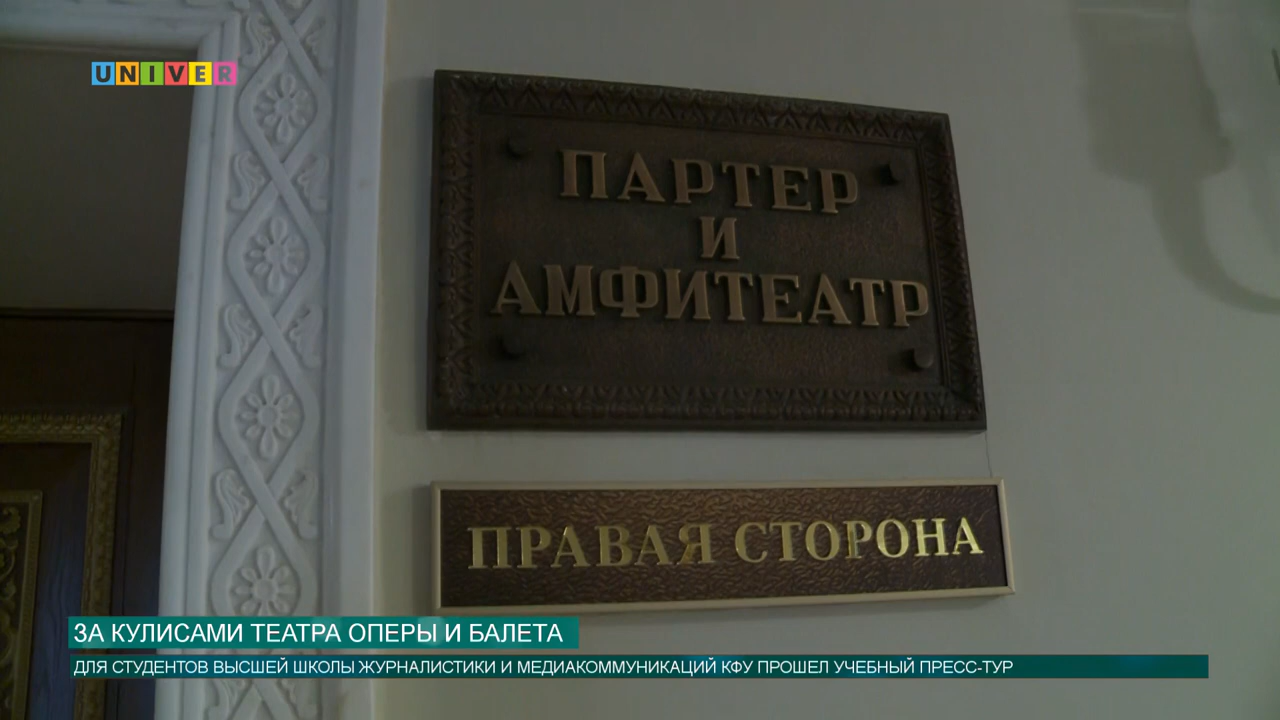 UNIVER
ПАРТЕР
И
АМФИТЕАТР
ПРАВАЯ СТОРОНА
ЗА КУЛИСАМИ ТЕАТРА ОПЕРЫ И БАЛЕТА
ДЛЯ СТУДЕНТОВ ВЫСШЕЙ ШКОЛЫ ЖУРНАЛИСТИКИ И МЕДИАКОММУНИКАЦИЙ КФУ ПРОШЕЛ УЧЕБНЫЙ ПРЕСС-ТУР